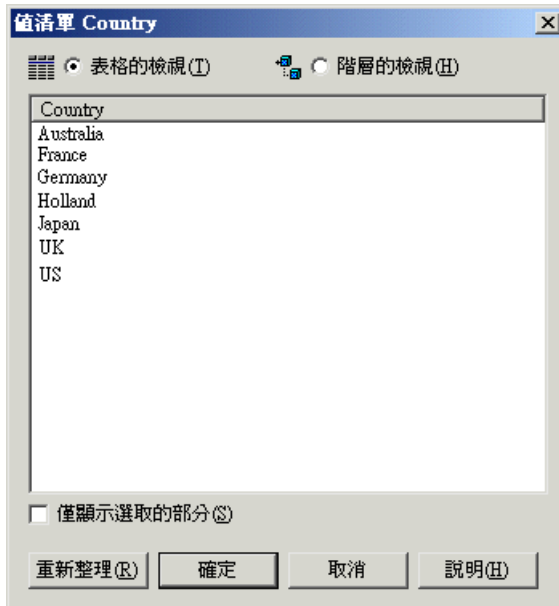 值清單 Country
表格的檢視(T) 階層的檢視(H)
Country
Australia
France
Germany
Holland
Japan
UK
US
僅顯示選取的部分(S)
重新整理(R) 確定 取消 說明(H)